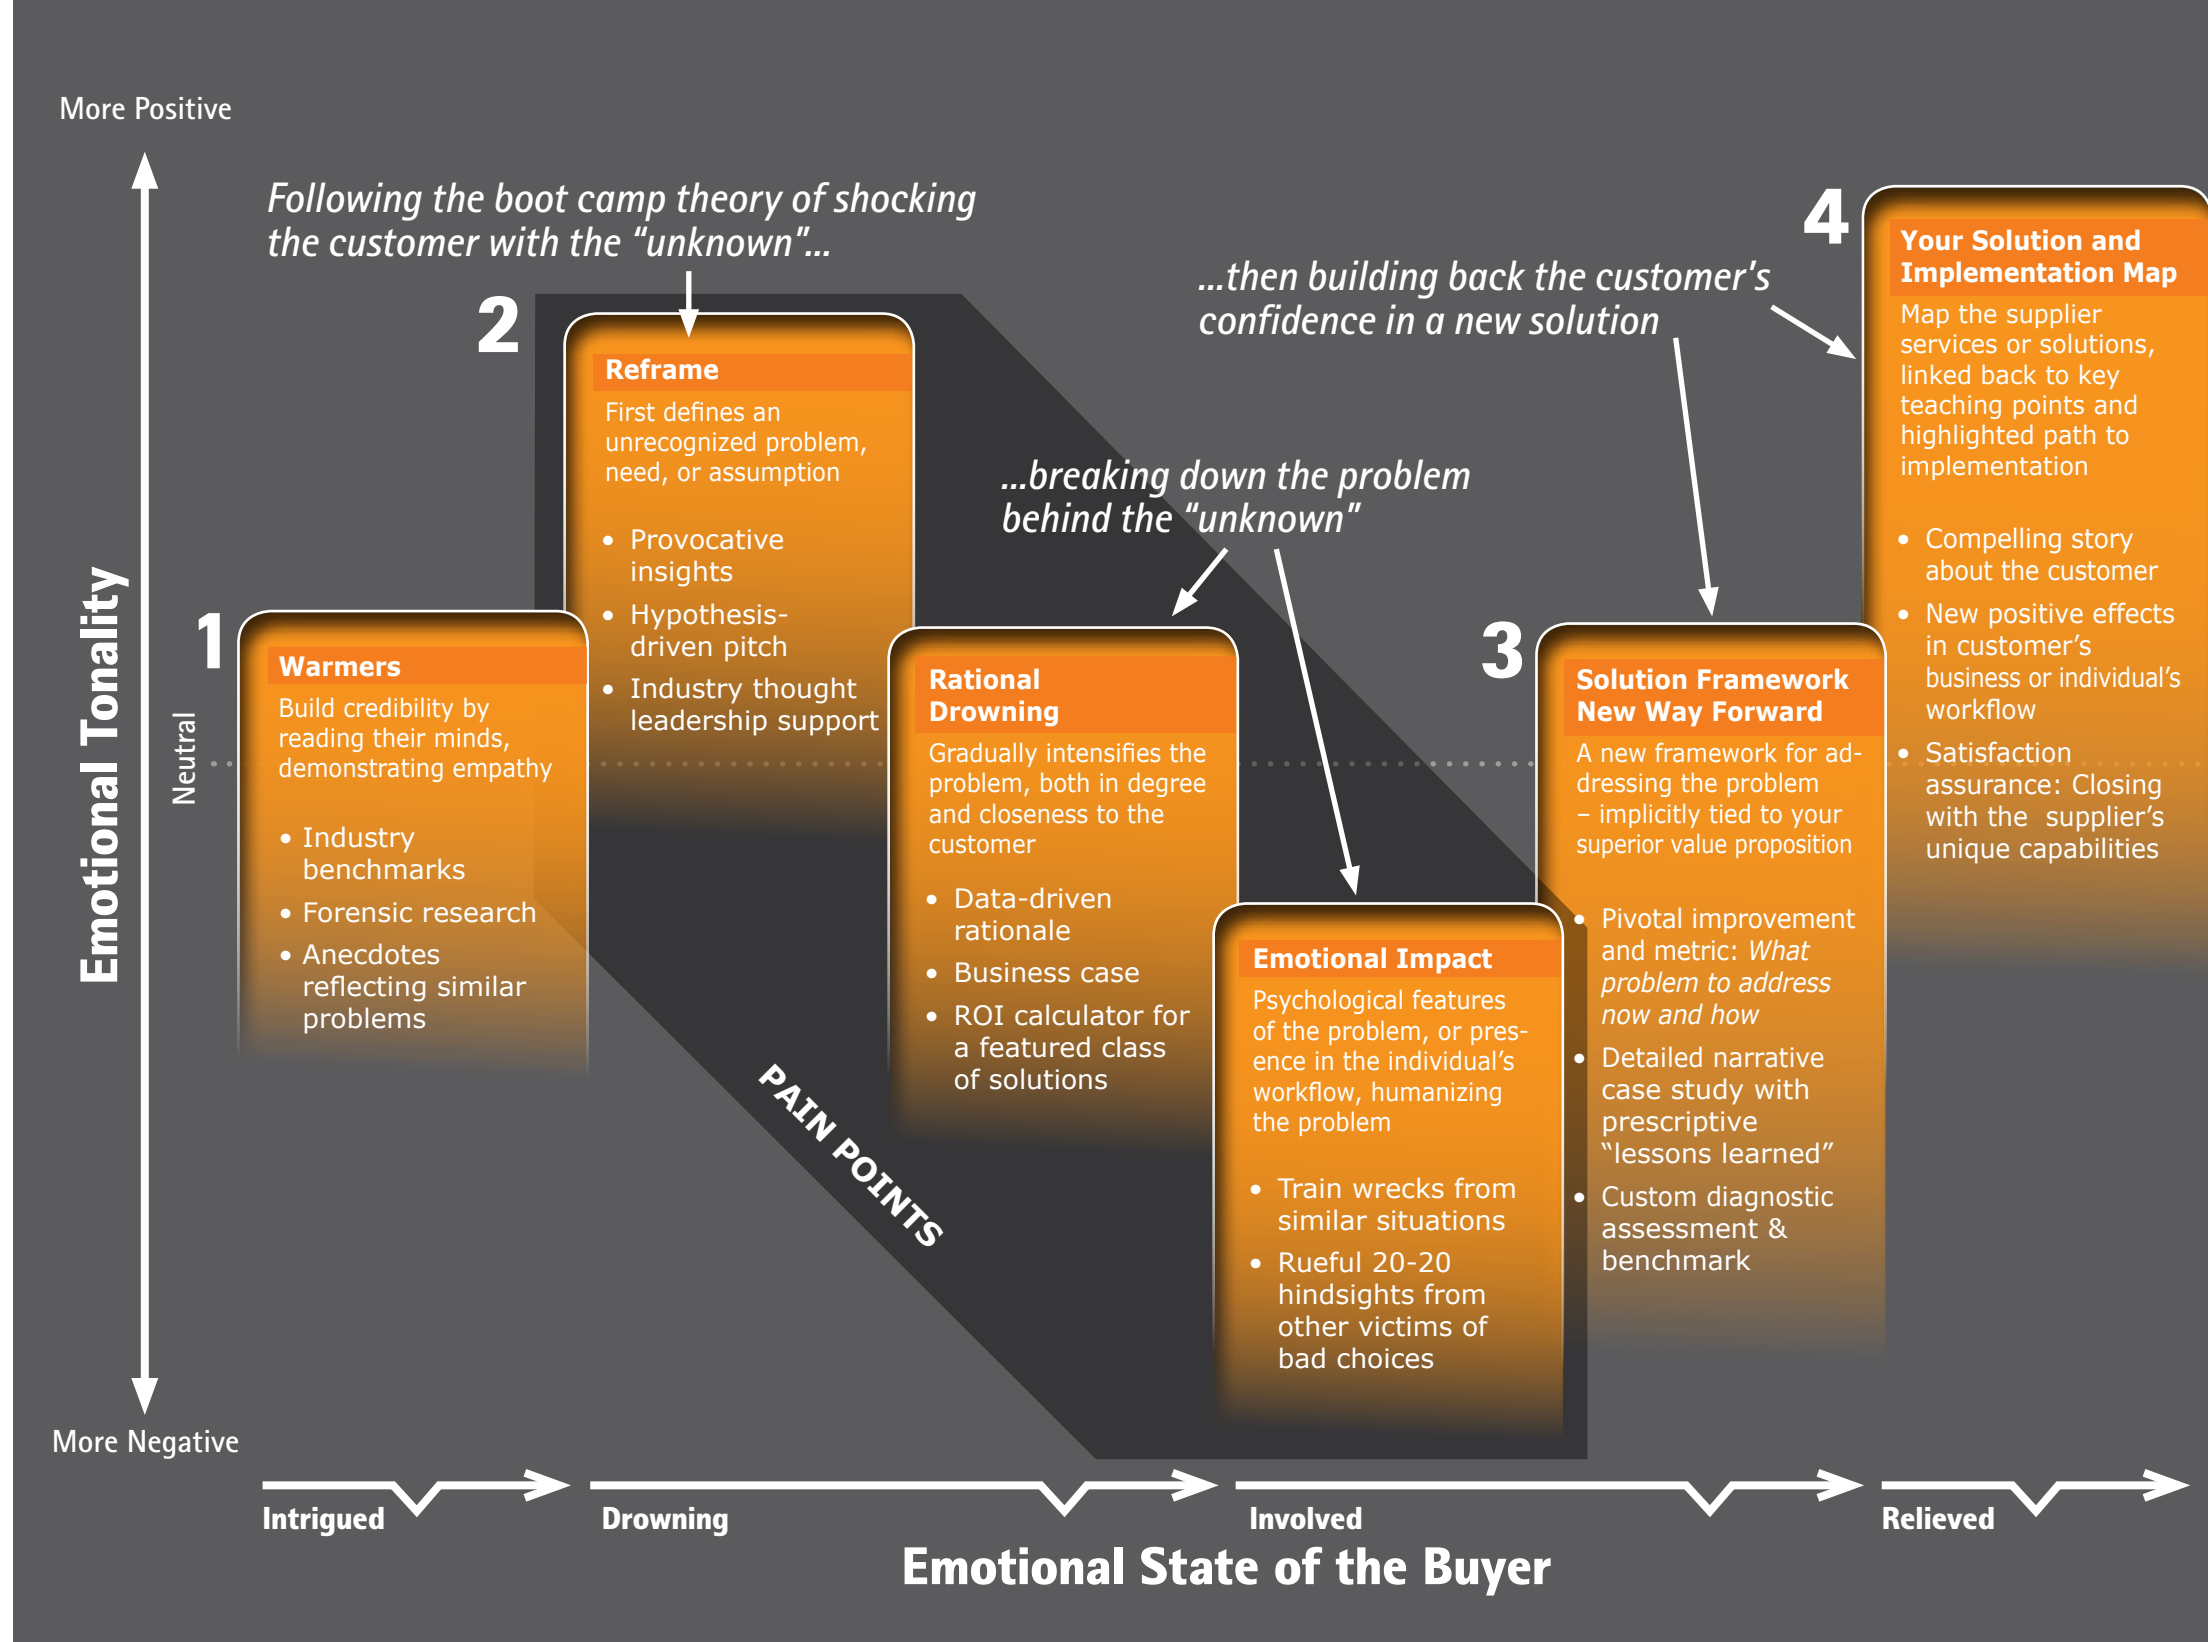 More Positive
Emotional Tonality
Neutral
More Negative
Following the boot camp theory of shocking
the customer with the “unknown”...
...breaking down the problem
behind the “unknown”
...then building back the customer's
confidence in a new solution
1
Warmers
Build credibility by
reading their minds,
demonstrating empathy
• Industry
benchmarks
• Forensic research
• Anecdotes
reflecting similar
problems
2
Reframe
First defines an
unrecognized problem,
need, or assumption
• Provocative
insights
• Hypothesis-
driven pitch
• Industry thought
leadership support
PAIN POINTS
Rational
Drowning
Gradually intensifies the
problem, both in degree
and closeness to the
customer
• Data-driven
rationale
• Business case
• ROI calculator for
a featured class
of solutions
Emotional Impact
Psychological features
of the problem, or pres-
ence in the individual’s
workflow, humanizing
the problem
• Train wrecks from
similar situations
• Rueful 20-20
hindsights from
other victims of
bad choices
3
Solution Framework
New Way Forward
A new framework for ad-
dressing the problem
– implicitly tied to your
superior value proposition
• Pivotal improvement
and metric: What
problem to address
now and how
• Detailed narrative
case study with
prescriptive
“lessons learned”
• Custom diagnostic
assessment &
benchmark
4
Your Solution and
Implementation Map
Map the supplier
services or solutions,
linked back to key
teaching points and
highlighted path to
implementation
• Compelling story
about the customer
• New positive effects
in customer’s
business or individual’s
workflow
• Satisfaction
assurance: Closing
with the supplier’s
unique capabilities
Intrigued
Drowning
Involved
Relieved
Emotional State of the Buyer